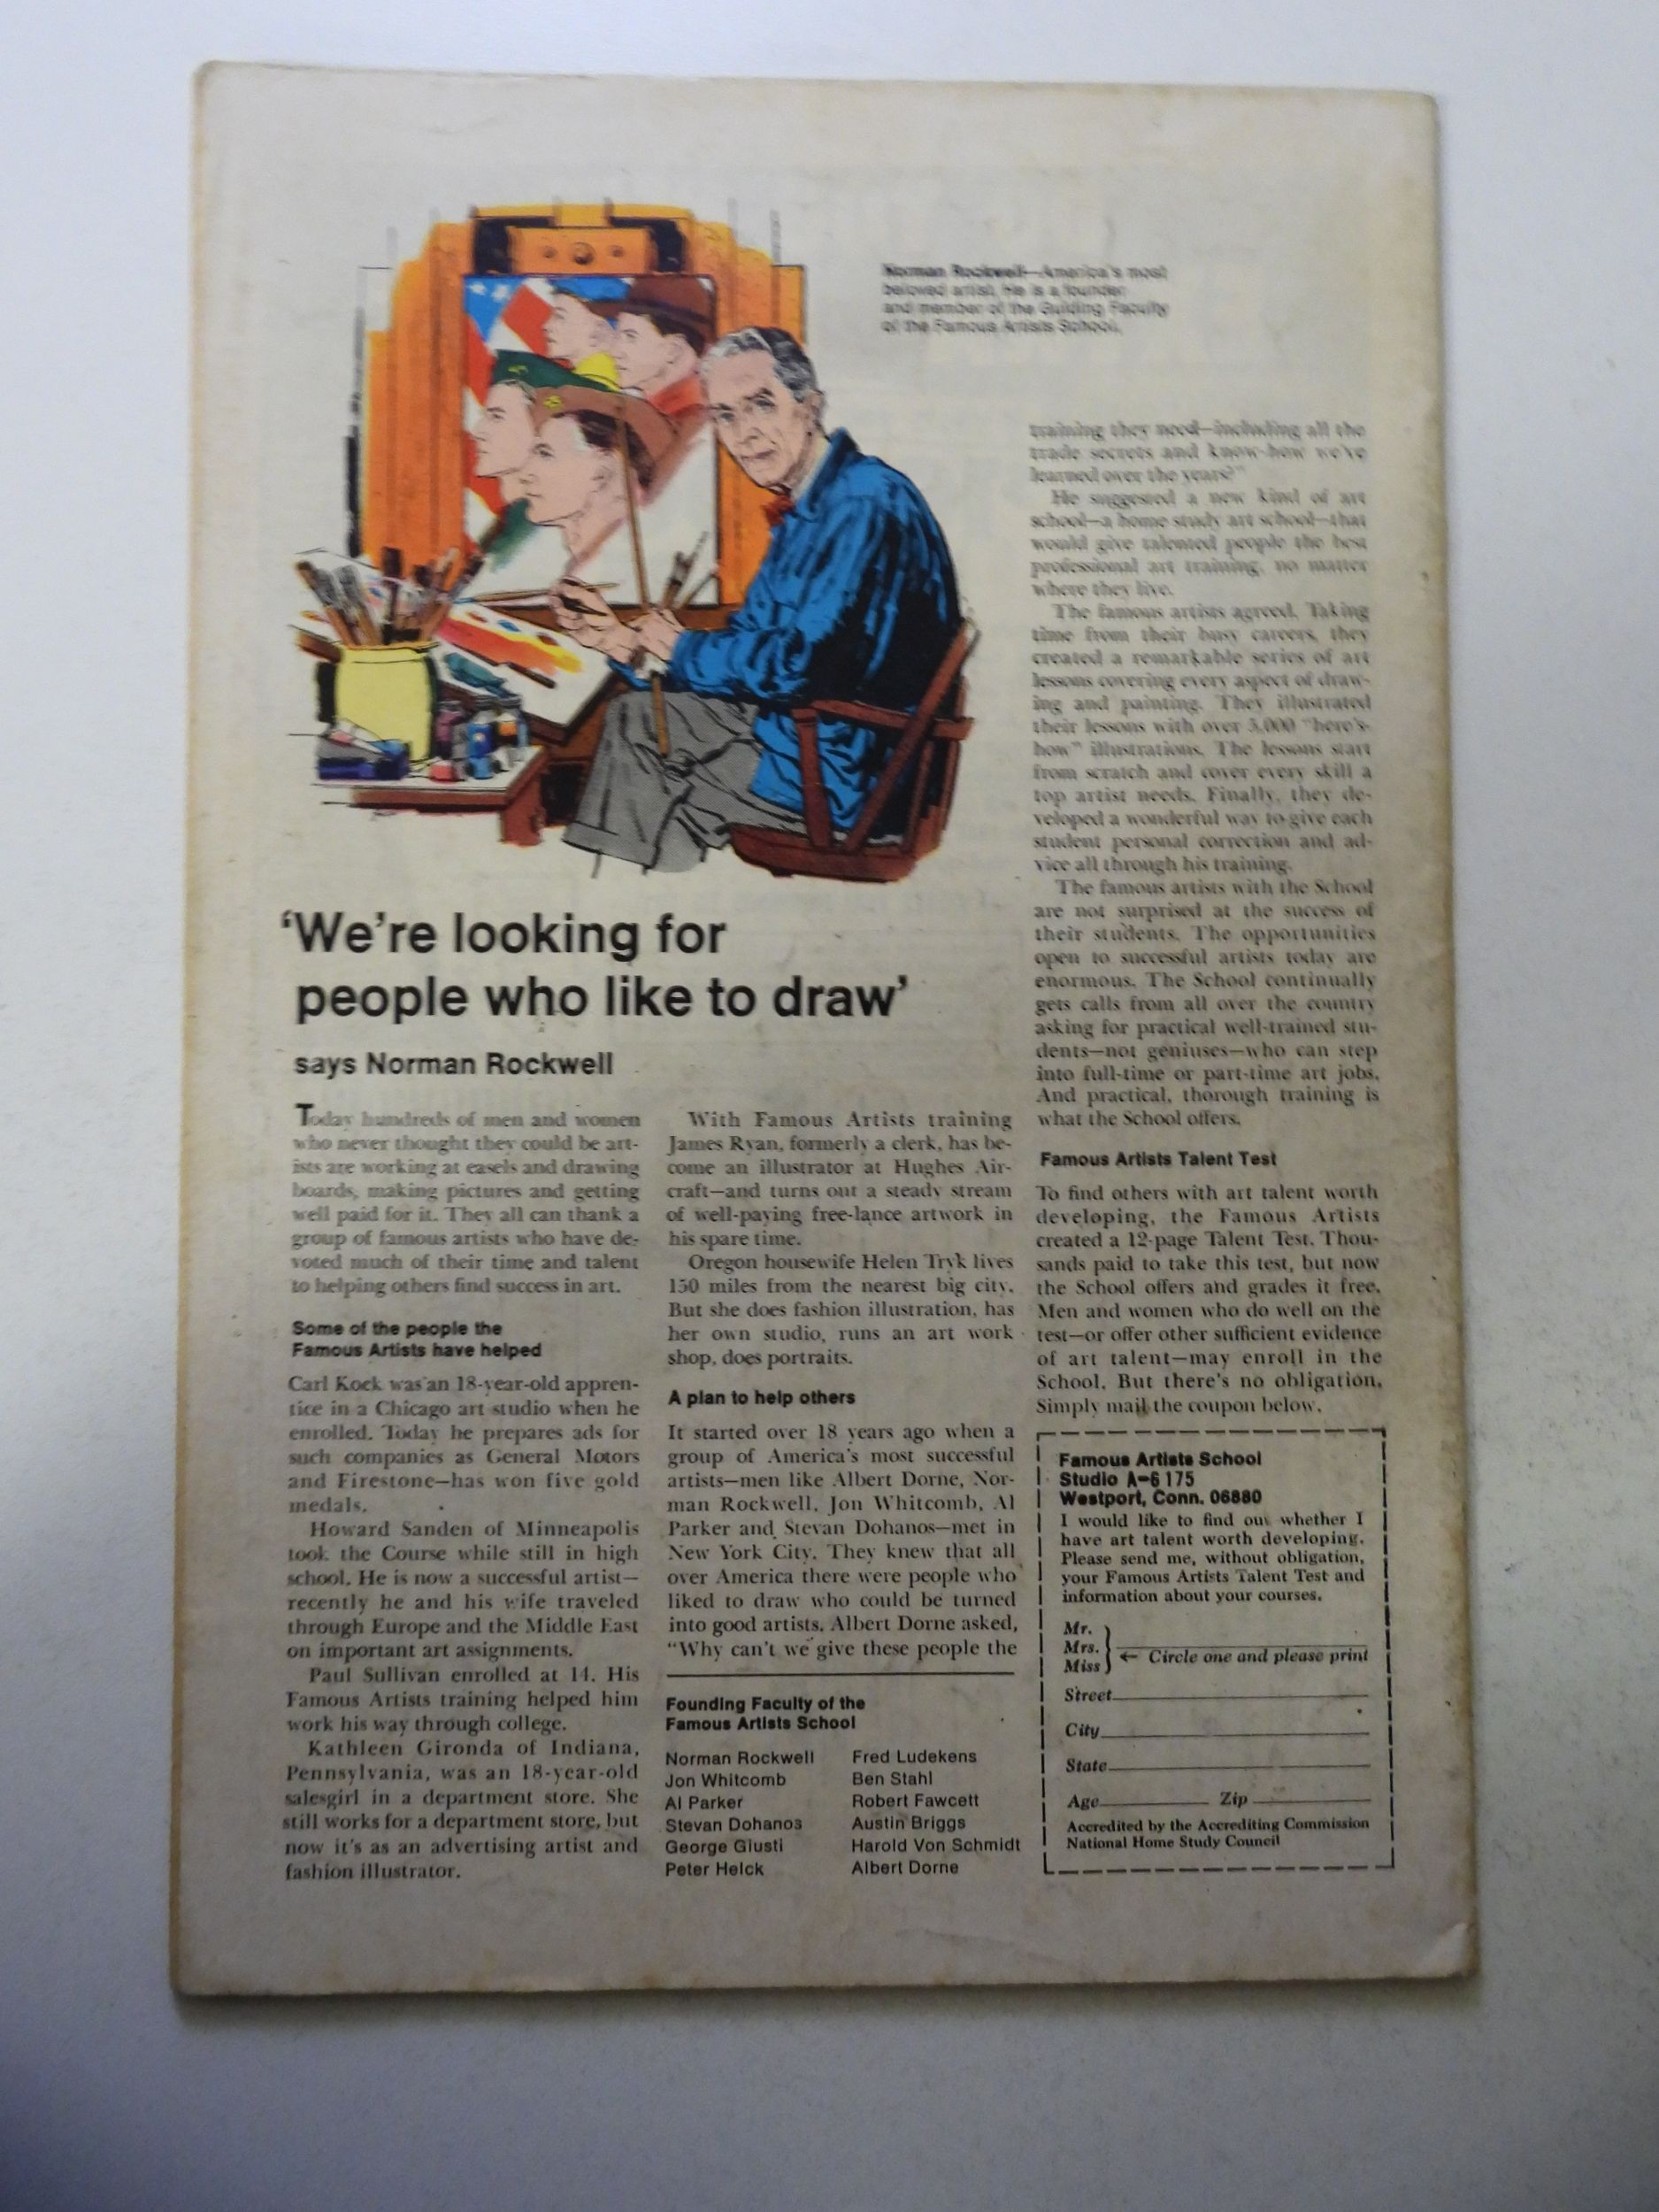 Norman Rockwell—America's most
beloved artist. He is a founder
and member of the Guiding Faculty
of the Famous Artists School.
'We're looking for
people who like to draw'
says Norman Rockwell
Today hundreds of men and women
who never thought they could be art-
ists are working at easels and drawing
boards, making pictures and getting
well paid for it. They all can thank a
group of famous artists who have de-
voted much of their time and talent
to helping others find success in art.
Some of the people the
Famous Artists have helped
Carl Kock was an 18-year-old appren-
tice in a Chicago art studio when he
enrolled. Today he prepares ads for
such companies as General Motors
and Firestone—has won five gold
medals.
Howard Sanden of Minneapolis
took the Course while still in high
school. He is now a successful artist—
recently he and his wife traveled
through Europe and the Middle East
on important art assignments.
Paul Sullivan enrolled at 14. His
Famous Artists training helped him
work his way through college.
Kathleen Gironda of Indiana,
Pennsylvania, was an 18-year-old
salesgirl in a department store. She
still works for a department store, but
now it's as an advertising artist and
fashion illustrator.
With Famous Artists training
James Ryan, formerly a clerk, has be-
come an illustrator at Hughes Air-
craft—and turns out a steady stream
of well-paying free-lance artwork in
his spare time.
Oregon housewife Helen Tryk lives
150 miles from the nearest big city.
But she does fashion illustration, has
her own studio, runs an art work
shop, does portraits.
A plan to help others
It started over 18 years ago when a
group of America's most successful
artists—men like Albert Dorne, Nor-
man Rockwell, Jon Whitcomb, Al
Parker and Stevan Dohanos—met in
New York City. They knew that all
over America there were people who
liked to draw who could be turned
into good artists. Albert Dorne asked,
"Why can't we give these people the
Founding Faculty of the
Famous Artists School
Norman Rockwell
Jon Whitcomb
Al Parker
Stevan Dohanos
George Giusti
Peter Helck
Fred Ludekens
Ben Stahl
Robert Fawcett
Austin Briggs
Harold Von Schmidt
Albert Dorne
training they need—including all the
trade secrets and know-how we've
learned over the years?"
He suggested a new kind of art
school—a home study art school—that
would give talented people the best
professional art training, no matter
where they live.
The famous artists agreed. Taking
time from their busy careers, they
created a remarkable series of art
lessons covering every aspect of draw-
ing and painting. They illustrated
their lessons with over 5,000 "here's-
how" illustrations. The lessons start
from scratch and cover every skill a
top artist needs. Finally, they de-
veloped a wonderful way to give each
student personal correction and ad-
vice all through his training.
The famous artists with the School
are not surprised at the success of
their students. The opportunities
open to successful artists today are
enormous. The School continually
gets calls from all over the country
asking for practical well-trained stu-
dents—not geniuses—who can step
into full-time or part-time art jobs.
And practical, thorough training is
what the School offers.
Famous Artists Talent Test
To find others with art talent worth
developing, the Famous Artists
created a 12-page Talent Test. Thou-
sands paid to take this test, but now
the School offers and grades it free.
Men and women who do well on the
test—or offer other sufficient evidence
of art talent—may enroll in the
School. But there's no obligation.
Simply mail the coupon below.
Famous Artists School
Studio A-6175
Westport, Conn. 06880
I would like to find out whether I
have art talent worth developing.
Please send me, without obligation,
your Famous Artists Talent Test and
information about your courses.
Mr.
Mrs.
Miss
← Circle one and please print
Street
City
State
Age Zip
Accredited by the Accrediting Commission
National Home Study Council